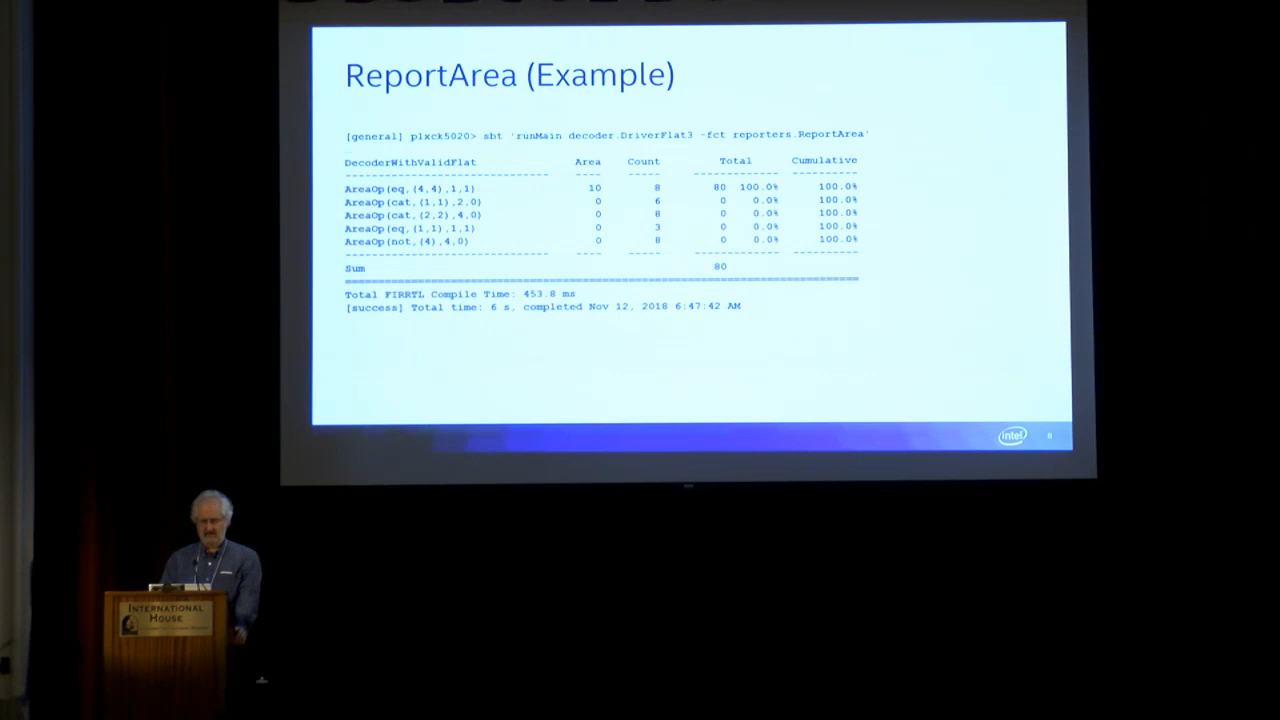 ReportArea (Example)
[general] plxck5020> sbt 'runMain decoder.DriverFlat3 -fct reporters.ReportArea'
DecoderWithValidFlat Area Count Total Cumulative
------------------------------- ---- ----- ------------- ----------
AreaOp(eq,(4,4),1,1) 10 8 80 100.0% 100.0%
AreaOp(cat,(1,1),2,0) 0 6 0 0.0% 100.0%
AreaOp(cat,(2,2),4,0) 0 8 0 0.0% 100.0%
AreaOp(eq,(1,1),1,1) 0 3 0 0.0% 100.0%
AreaOp(not,(4),4,0) 0 8 0 0.0% 100.0%
------------------------------- ---- ----- ------------- ----------
Sum 80
==============================================================================
Total FIRRTL Compile Time: 453.8 ms
[success] Total time: 6 s, completed Nov 12, 2018 6:47:42 AM
intel 8
INTERNATIONAL
HOUSE